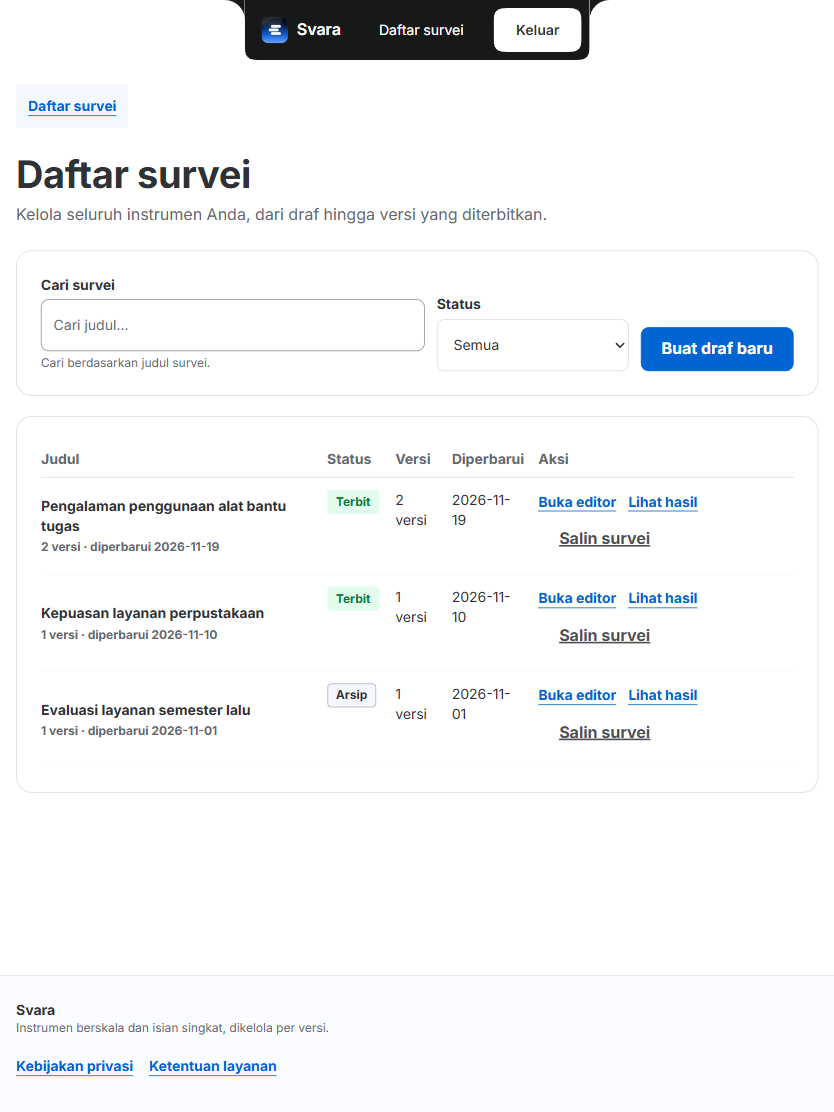 Svara
Daftar survei
Keluar
Daftar survei
Daftar survei
Kelola seluruh instrumen Anda, dari draf hingga versi yang diterbitkan.
Cari survei
Cari judul...
Cari berdasarkan judul survei.
Status
Semua
Buat draf baru
Judul Status Versi Diperbarui Aksi
Pengalaman penggunaan alat bantu
tugas
2 versi · diperbarui 2026-11-19
Terbit
2
versi
2026-11-
19
Buka editor Lihat hasil
Salin survei
Kepuasan layanan perpustakaan
1 versi · diperbarui 2026-11-10
Terbit
1
versi
2026-11-
10
Buka editor Lihat hasil
Salin survei
Evaluasi layanan semester lalu
1 versi · diperbarui 2026-11-01
Arsip
1
versi
2026-11-
01
Buka editor Lihat hasil
Salin survei
Svara
Instrumen berskala dan isian singkat, dikelola per versi.
Kebijakan privasi Ketentuan layanan